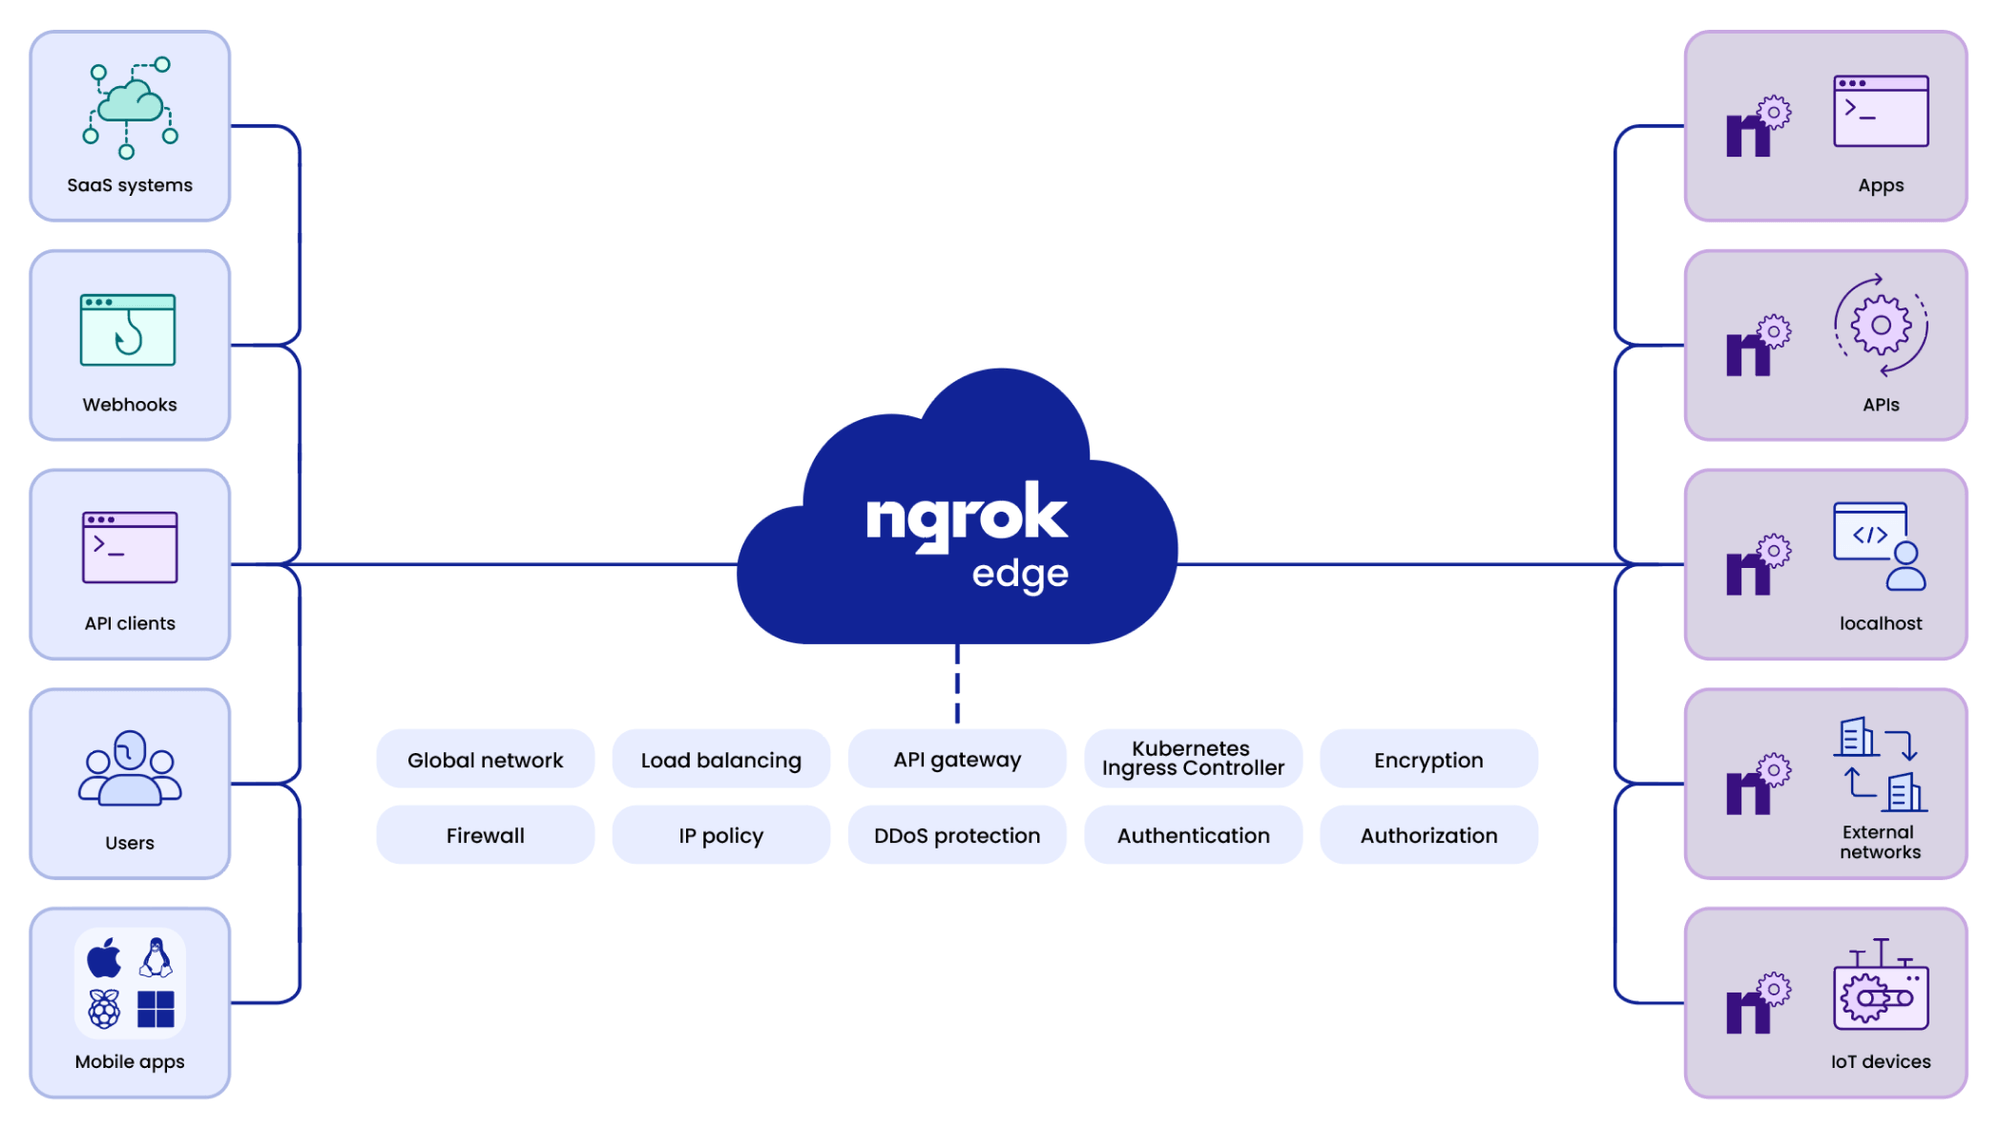 SaaS systems
Webhooks
API clients
Users
Mobile apps
ngrok
edge
Global network
Load balancing
API gateway
Kubernetes
Ingress Controller
Encryption
Firewall
IP policy
DDoS protection
Authentication
Authorization
n
Apps
n
APIs
n
localhost
n
External
networks
n
IoT devices